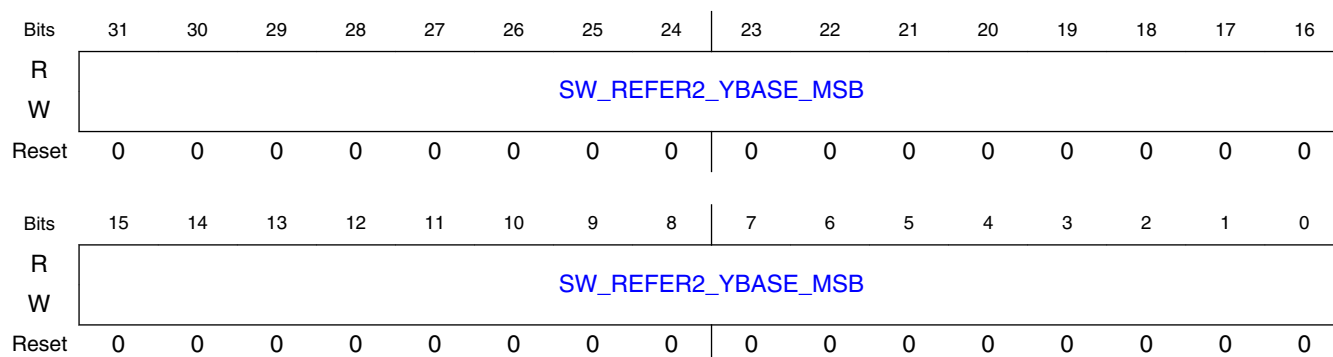 Bits 31 30 29 28 27 26 25 24 23 22 21 20 19 18 17 16
R
SW_REFER2_YBASE_MSB
W
Reset 0 0 0 0 0 0 0 0 0 0 0 0 0 0 0 0
Bits 15 14 13 12 11 10 9 8 7 6 5 4 3 2 1 0
R
SW_REFER2_YBASE_MSB
W
Reset 0 0 0 0 0 0 0 0 0 0 0 0 0 0 0 0